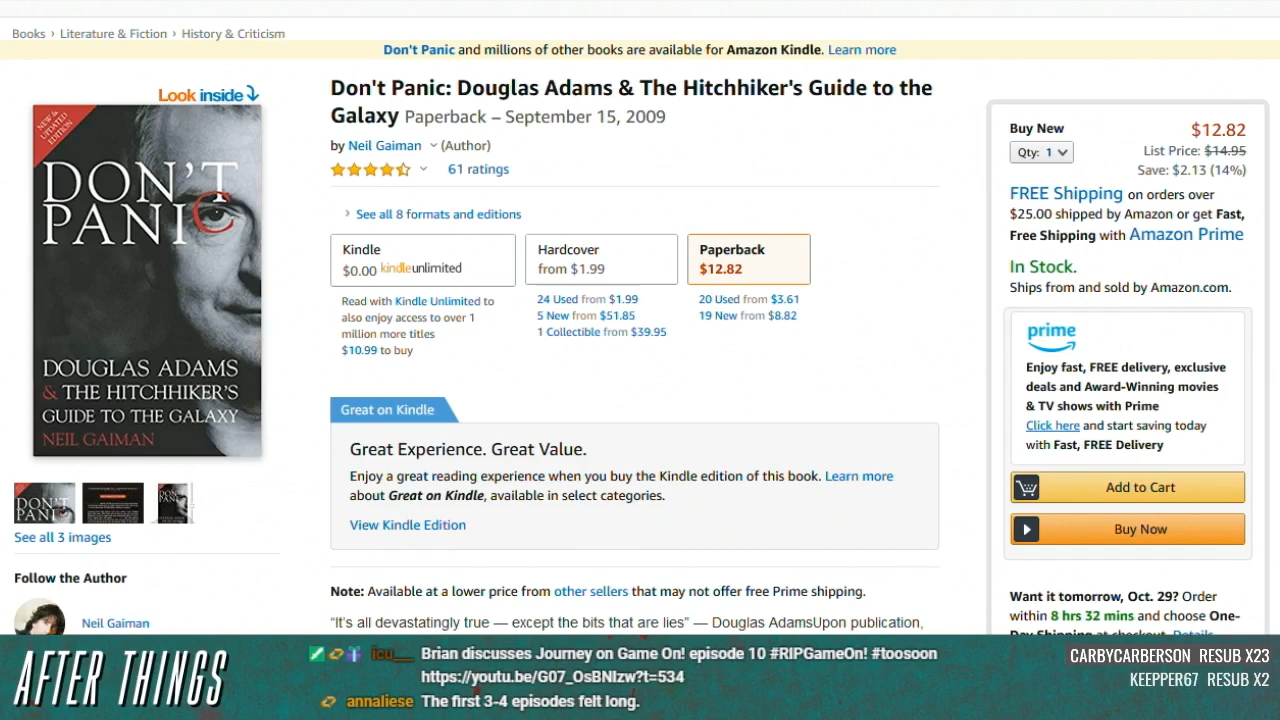 Books › Literature & Fiction › History & Criticism
Don't Panic and millions of other books are available for Amazon Kindle. Learn more
Look inside
NEW & UPDATED EDITION
DON'T
PANIC
DOUGLAS ADAMS
& THE HITCHHIKER'S
GUIDE TO THE GALAXY
NEIL GAIMAN
See all 3 images
Follow the Author
Neil Gaiman
Don't Panic: Douglas Adams & The Hitchhiker's Guide to the
Galaxy Paperback – September 15, 2009
by Neil Gaiman (Author)
61 ratings
› See all 8 formats and editions
Kindle
$0.00 kindleunlimited
Read with Kindle Unlimited to
also enjoy access to over 1
million more titles
$10.99 to buy
Hardcover
from $1.99
24 Used from $1.99
5 New from $51.85
1 Collectible from $39.95
Paperback
$12.82
20 Used from $3.61
19 New from $8.82
Great on Kindle
Great Experience. Great Value.
Enjoy a great reading experience when you buy the Kindle edition of this book. Learn more
about Great on Kindle, available in select categories.
View Kindle Edition
Note: Available at a lower price from other sellers that may not offer free Prime shipping.
“It's all devastatingly true — except the bits that are lies” — Douglas AdamsUpon publication,
Buy New
$12.82
Qty: 1
List Price: $14.95
Save: $2.13 (14%)
FREE Shipping on orders over
$25.00 shipped by Amazon or get Fast,
Free Shipping with Amazon Prime
In Stock.
Ships from and sold by Amazon.com.
prime
Enjoy fast, FREE delivery, exclusive
deals and Award-Winning movies
& TV shows with Prime
Click here and start saving today
with Fast, FREE Delivery
Add to Cart
Buy Now
Want it tomorrow, Oct. 29? Order
within 8 hrs 32 mins and choose One-
Day Shipping at checkout. Details
AFTER THINGS
icu__ Brian discusses Journey on Game On! episode 10 #RIPGameOn! #toosoon
https://youtu.be/G07_OsBNIzw?t=534
annaliese The first 3-4 episodes felt long.
CARBYCARBERSON RESUB X23
KEEPPER67 RESUB X2